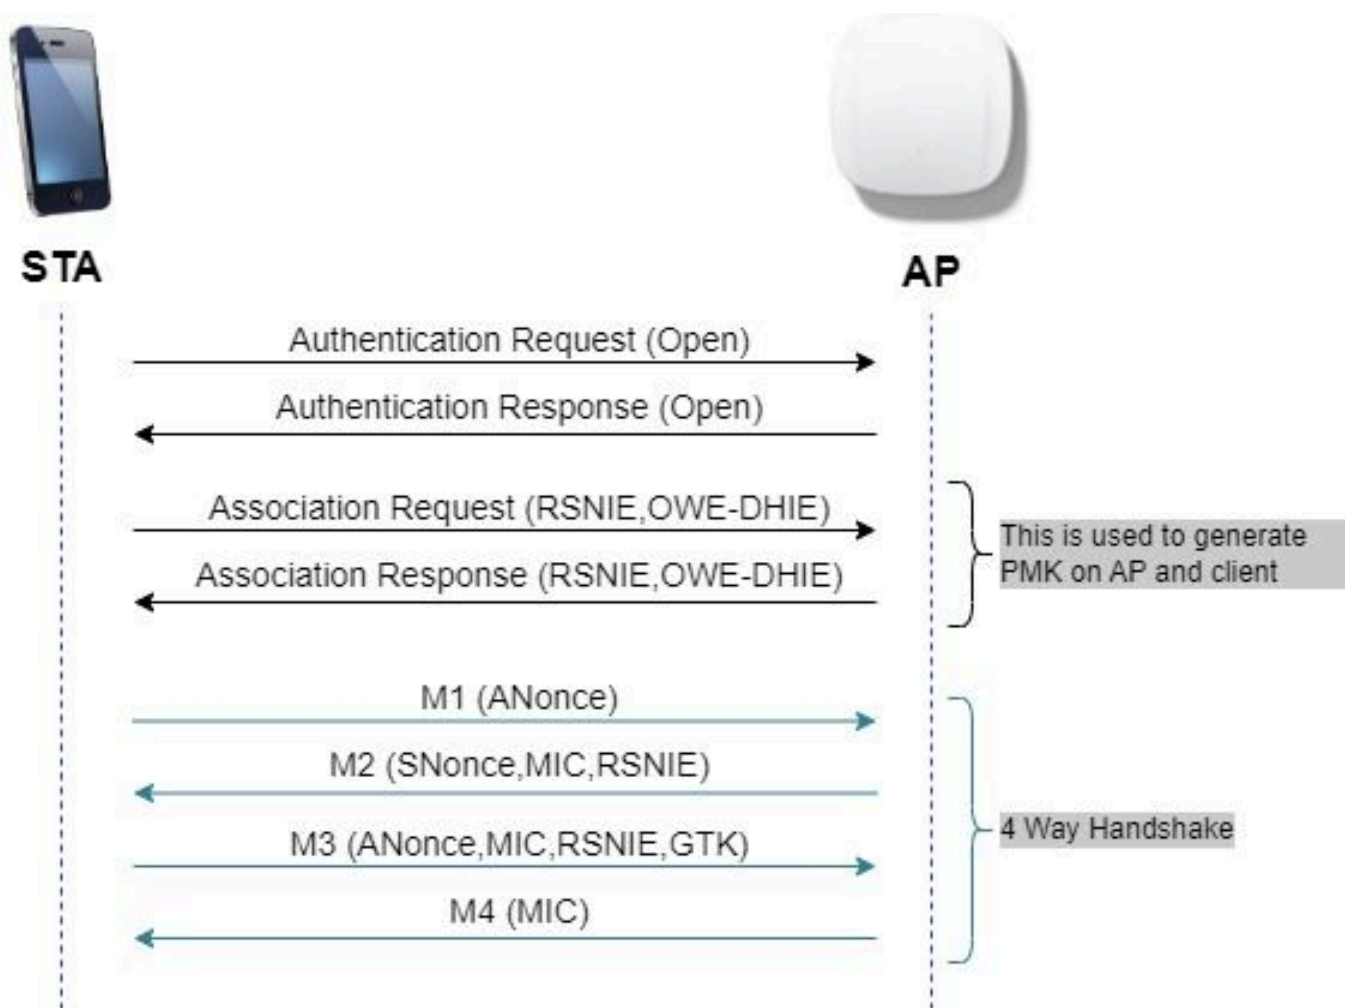 STA
AP
Authentication Request (Open)
Authentication Response (Open)
Association Request (RSNIE,OWE-DHIE)
Association Response (RSNIE,OWE-DHIE)
This is used to generate
PMK on AP and client
M1 (ANonce)
M2 (SNonce,MIC,RSNIE)
M3 (ANonce,MIC,RSNIE,GTK)
4 Way Handshake
M4 (MIC)